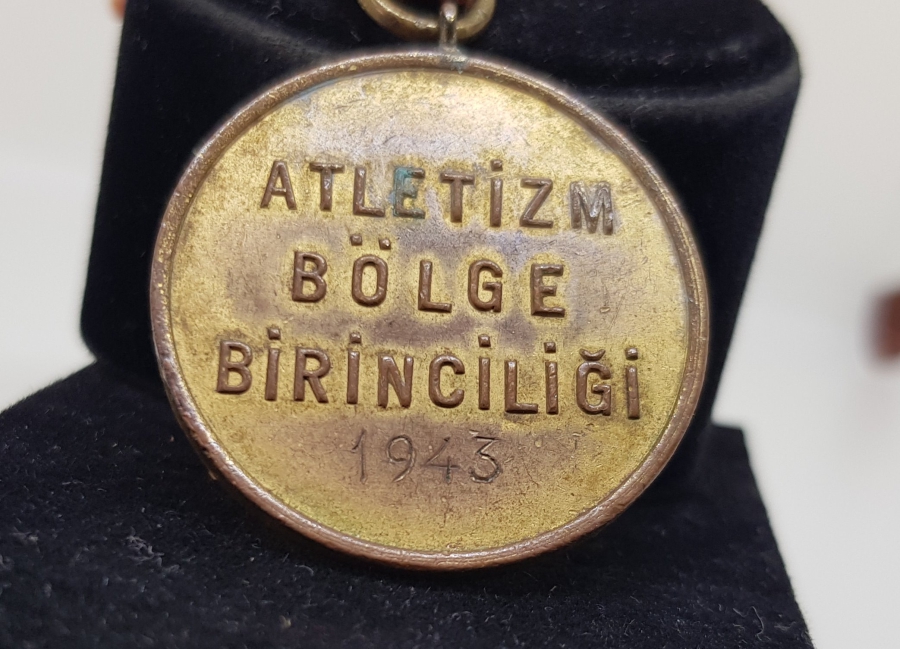 ATLETİZM
BÖLGE
BİRİNCİLİĞİ
1943